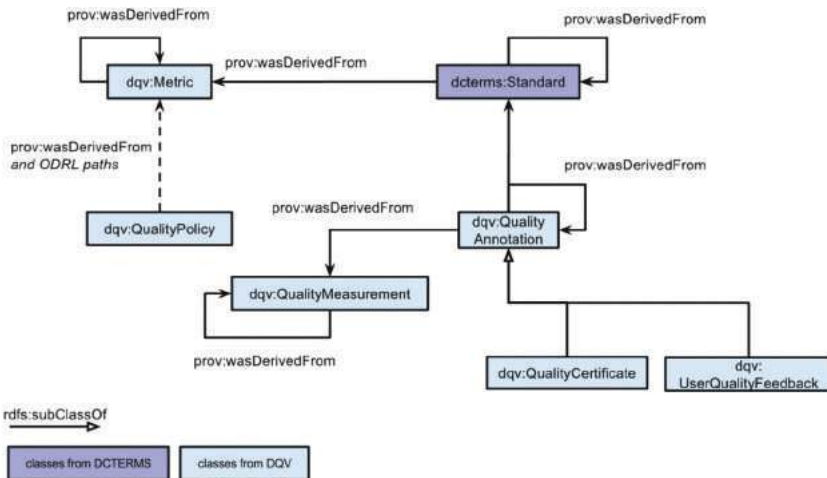 prov:wasDerivedFrom
prov:wasDerivedFrom
prov:wasDerivedFrom
dqv:Metric
dcterms:Standard
prov:wasDerivedFrom
and ODRL paths
prov:wasDerivedFrom
prov:wasDerivedFrom
dqv:QualityPolicy
dqv:Quality
Annotation
dqv:QualityMeasurement
prov:wasDerivedFrom
dqv:QualityCertificate
dqv:
UserQualityFeedback
rdfs:subClassOf
classes from DCTERMS
classes from DQV